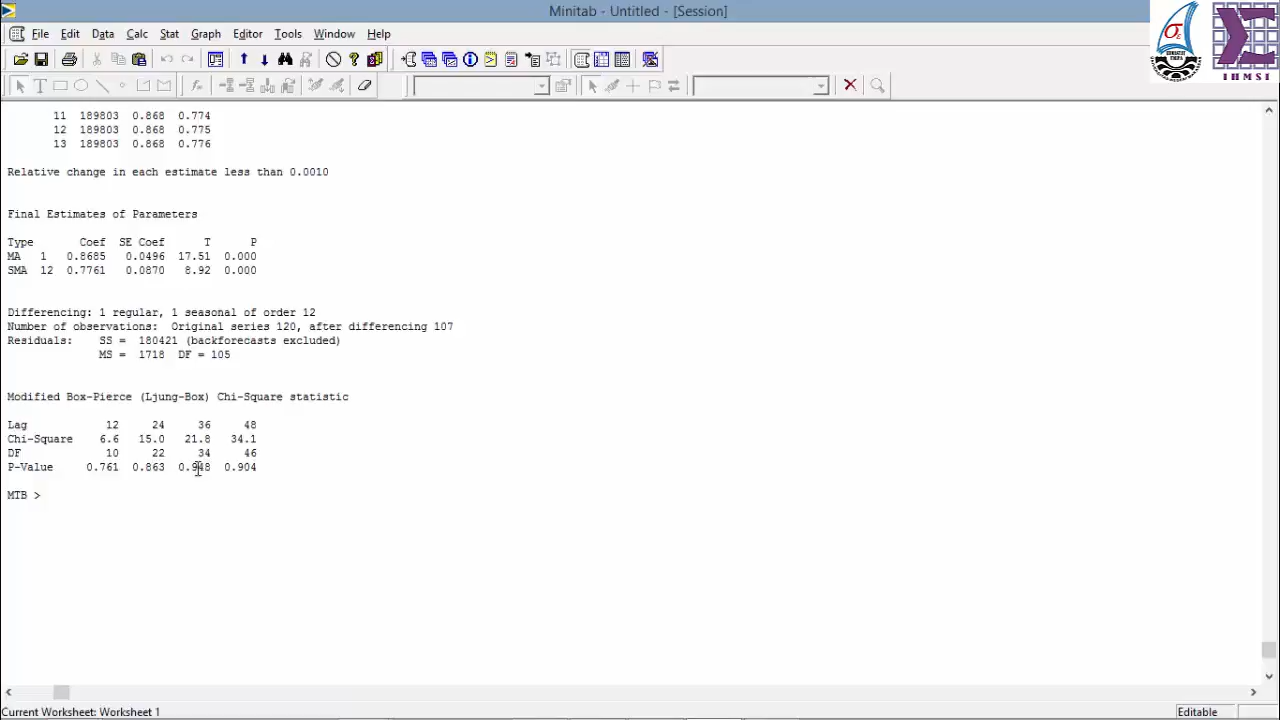 Minitab - Untitled - [Session]
File Edit Data Calc Stat Graph Editor Tools Window Help
IHMSI
11 189803 0.868 0.774
12 189803 0.868 0.775
13 189803 0.868 0.776
Relative change in each estimate less than 0.0010
Final Estimates of Parameters
Type Coef SE Coef T P
MA 1 0.8685 0.0496 17.51 0.000
SMA 12 0.7761 0.0870 8.92 0.000
Differencing: 1 regular, 1 seasonal of order 12
Number of observations: Original series 120, after differencing 107
Residuals: SS = 180421 (backforecasts excluded)
MS = 1718 DF = 105
Modified Box-Pierce (Ljung-Box) Chi-Square statistic
Lag 12 24 36 48
Chi-Square 6.6 15.0 21.8 34.1
DF 10 22 34 46
P-Value 0.761 0.863 0.948 0.904
MTB >
Current Worksheet: Worksheet 1
Editable